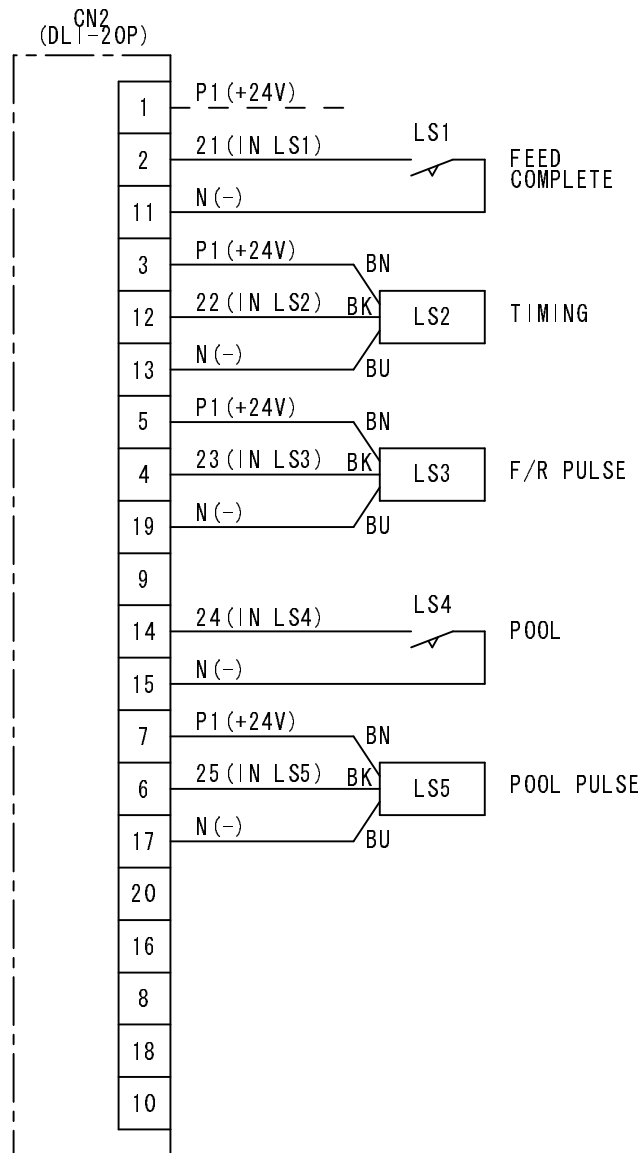 CN2
(DL1-20P)
1 P1(+24V)
2 21(IN LS1) LS1 FEED
COMPLETE
11 N(-)
3 P1(+24V) BN
12 22(IN LS2) BK LS2 TIMING
13 N(-) BU
5 P1(+24V) BN
4 23(IN LS3) BK LS3 F/R PULSE
19 N(-) BU
9
14 24(IN LS4) LS4 POOL
15 N(-)
7 P1(+24V) BN
6 25(IN LS5) BK LS5 POOL PULSE
17 N(-) BU
20
16
8
18
10